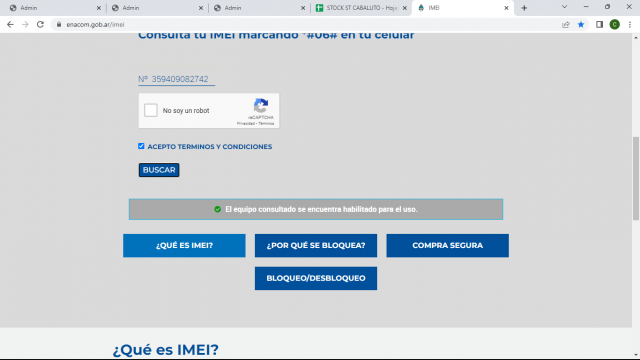 Admin
Admin
Admin
STOCK ST CABALLITO - Hoja
IMEI
enacom.gob.ar/imei
C
Consulta tu IMEI marcando *#06# en tu celular
Nº 359409082742
No soy un robot
reCAPTCHA
Privacidad - Términos
ACEPTO TERMINOS Y CONDICIONES
BUSCAR
El equipo consultado se encuentra habilitado para el uso.
¿QUÉ ES IMEI?
¿POR QUÉ SE BLOQUEA?
COMPRA SEGURA
BLOQUEO/DESBLOQUEO
¿Qué es IMEI?